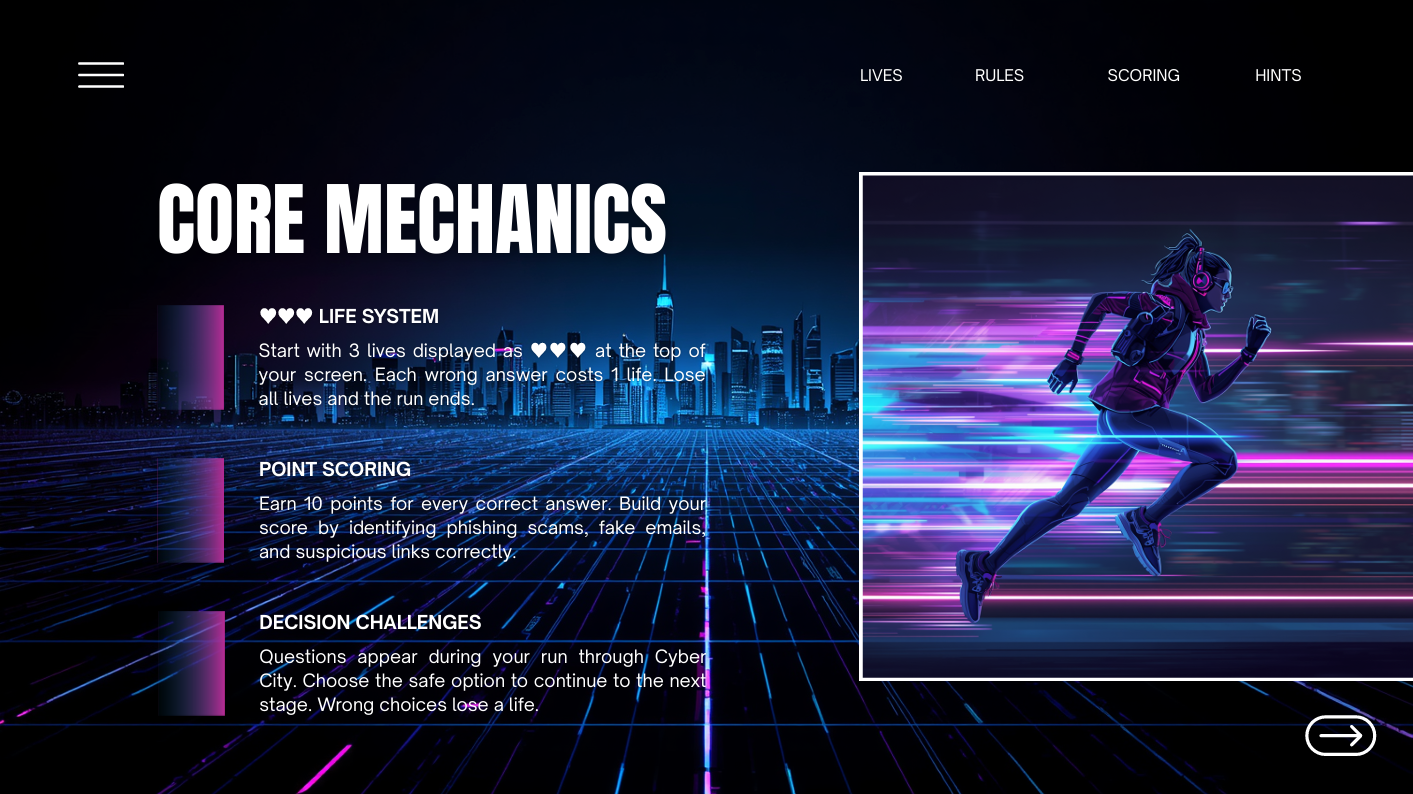 LIVES RULES SCORING HINTS
CORE MECHANICS
♥♥♥ LIFE SYSTEM
Start with 3 lives displayed as ♥♥♥ at the top of
your screen. Each wrong answer costs 1 life. Lose
all lives and the run ends.
POINT SCORING
Earn 10 points for every correct answer. Build your
score by identifying phishing scams, fake emails,
and suspicious links correctly.
DECISION CHALLENGES
Questions appear during your run through Cyber
City. Choose the safe option to continue to the next
stage. Wrong choices lose a life.